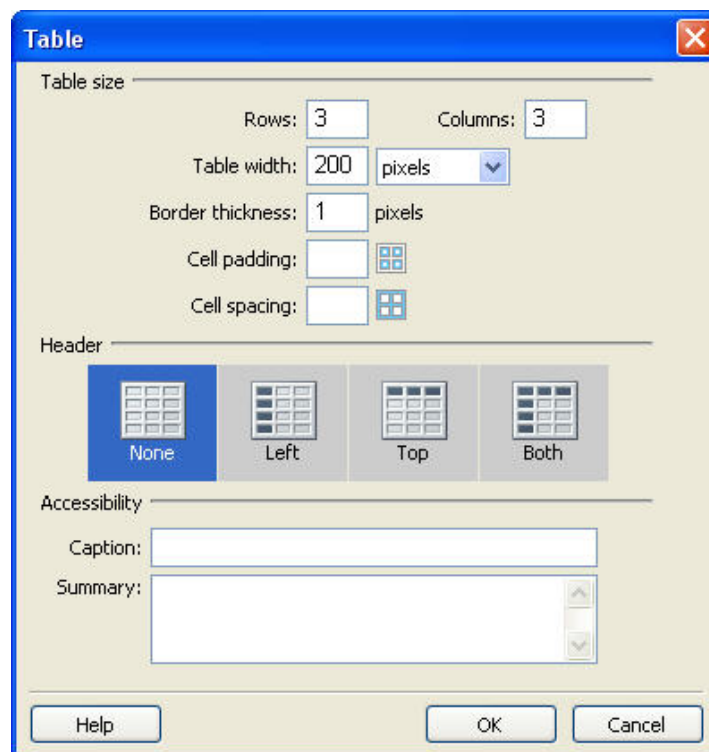 Table
Table size
Rows: 3 Columns: 3
Table width: 200 pixels
Border thickness: 1 pixels
Cell padding:
Cell spacing:
Header
None Left Top Both
Accessibility
Caption:
Summary:
Help OK Cancel